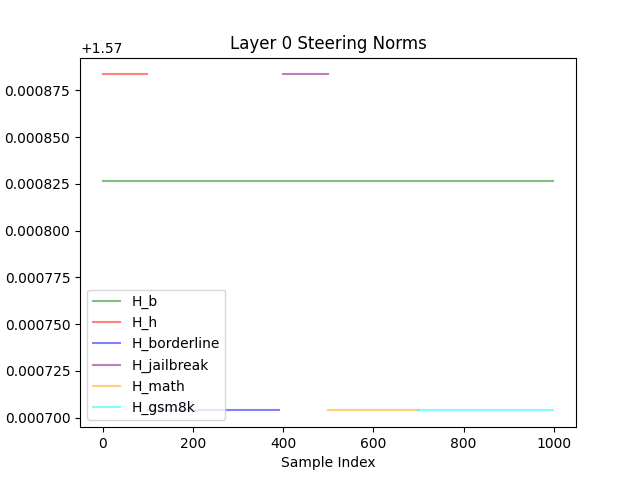 Layer 0 Steering Norms
+1.57
0.000875
0.000850
0.000825
0.000800
0.000775
0.000750
0.000725
0.000700
H_b
H_h
H_borderline
H_jailbreak
H_math
H_gsm8k
0
200
400
600
800
1000
Sample Index